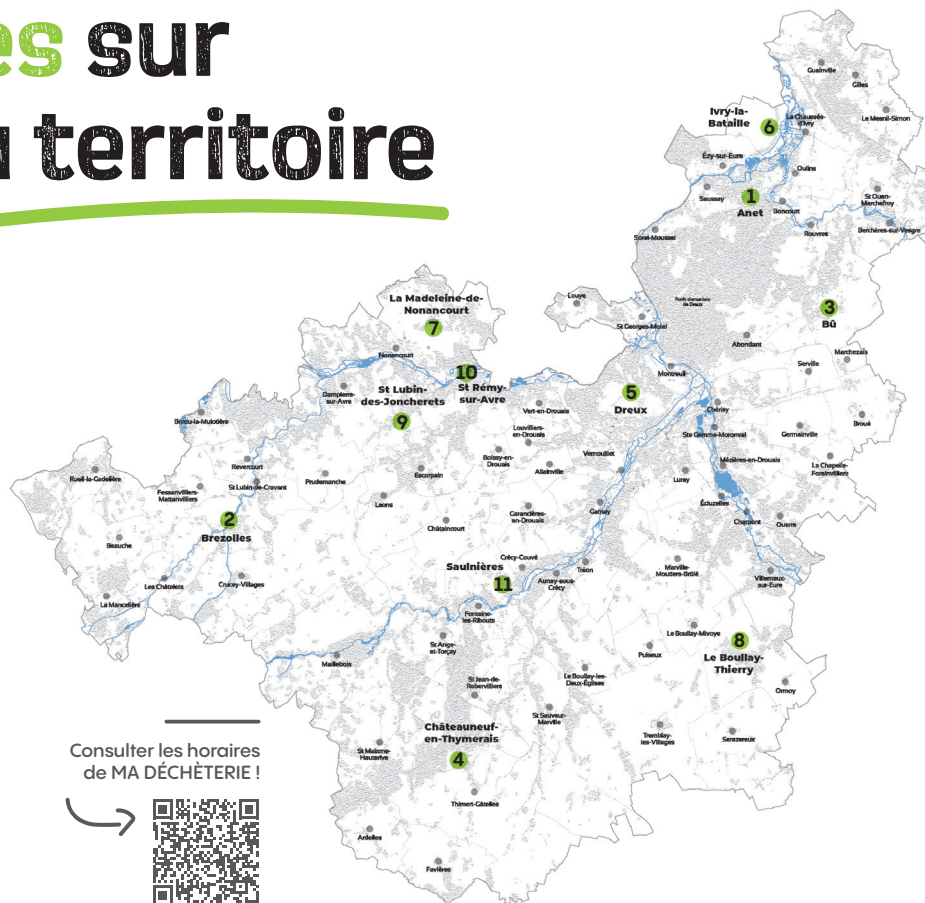 es sur
territoire
Guainville
Gilles
Le Mesnil-Simon
Ivry-la-
Bataille
6
La Chaussée-
d'Ivry
Ézy-sur-Eure
Oulins
Saussay
1
Anet
Boncourt
St Ouen-
Marchefroy
Rouvres
Berchères-sur-Vesgre
Sorel-Moussel
Forêt domaniale
de Dreux
Louye
3
Bû
La Madeleine-de-
Nonancourt
7
St Georges-Motel
Abondant
Nonancourt
Marchezais
Serville
10
St Rémy-
sur-Avre
Montreuil
Dampierre-
sur-Avre
St Lubin-
des-Joncherets
9
5
Dreux
Chérisy
Vert-en-Drouais
Bérou-la-Mulotière
Louvilliers-
en-Drouais
Ste Gemme-Moronval
Germainville
Broué
Boissy-en-
Drouais
Allainville
Vernouillet
Mézières-en-Drouais
La Chapelle-
Forainvilliers
Revercourt
Rueil-la-Gadelière
Prudemanche
Escorpain
Luray
Fessanvilliers-
Mattanvilliers
St Lubin-de-Cravant
Laons
Garnay
Écluzelles
2
Brezolles
Châtaincourt
Garancières-
en-Drouais
Charpont
Ouerre
Beauche
Crécy-Couvé
Saulnières
11
Aunay-sous-
Crécy
Tréon
Marville-
Moutiers-Brûlé
Villemeux-
sur-Eure
Les Châtelets
Crucey-Villages
La Mancelière
Fontaine-
les-Ribouts
Le Boullay-Mivoye
8
Le Boullay-
Thierry
St Ange-
et-Torçay
Puiseux
Maillebois
St Jean-de-
Rebervilliers
Le Boullay-les-
Deux-Églises
Ormoy
Châteauneuf-
en-Thymerais
4
St Sauveur-
Marville
Tremblay-
les-Villages
Serazereux
St Maixme-
Hauterive
Thimert-Gâtelles
Ardelles
Favières
Consulter les horaires
de MA DÉCHÈTERIE !